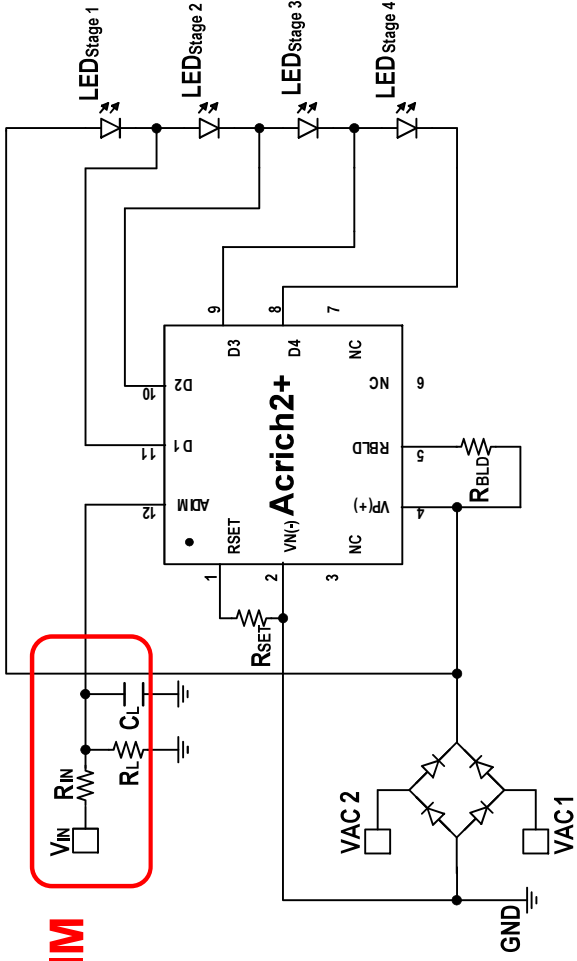 LEDStage 1
LEDStage 2
LEDStage 3
LEDStage 4
9
8
7
D3
D4
NC
10
D2
NC
6
11
D1
Acrich2+
RBLD
5
RBLD
12
ADIM
VP(+)
4
RSET
VN(-)
NC
1
2
3
RSET
CL
RIN
RL
VIN
VAC 2
VAC1
GND